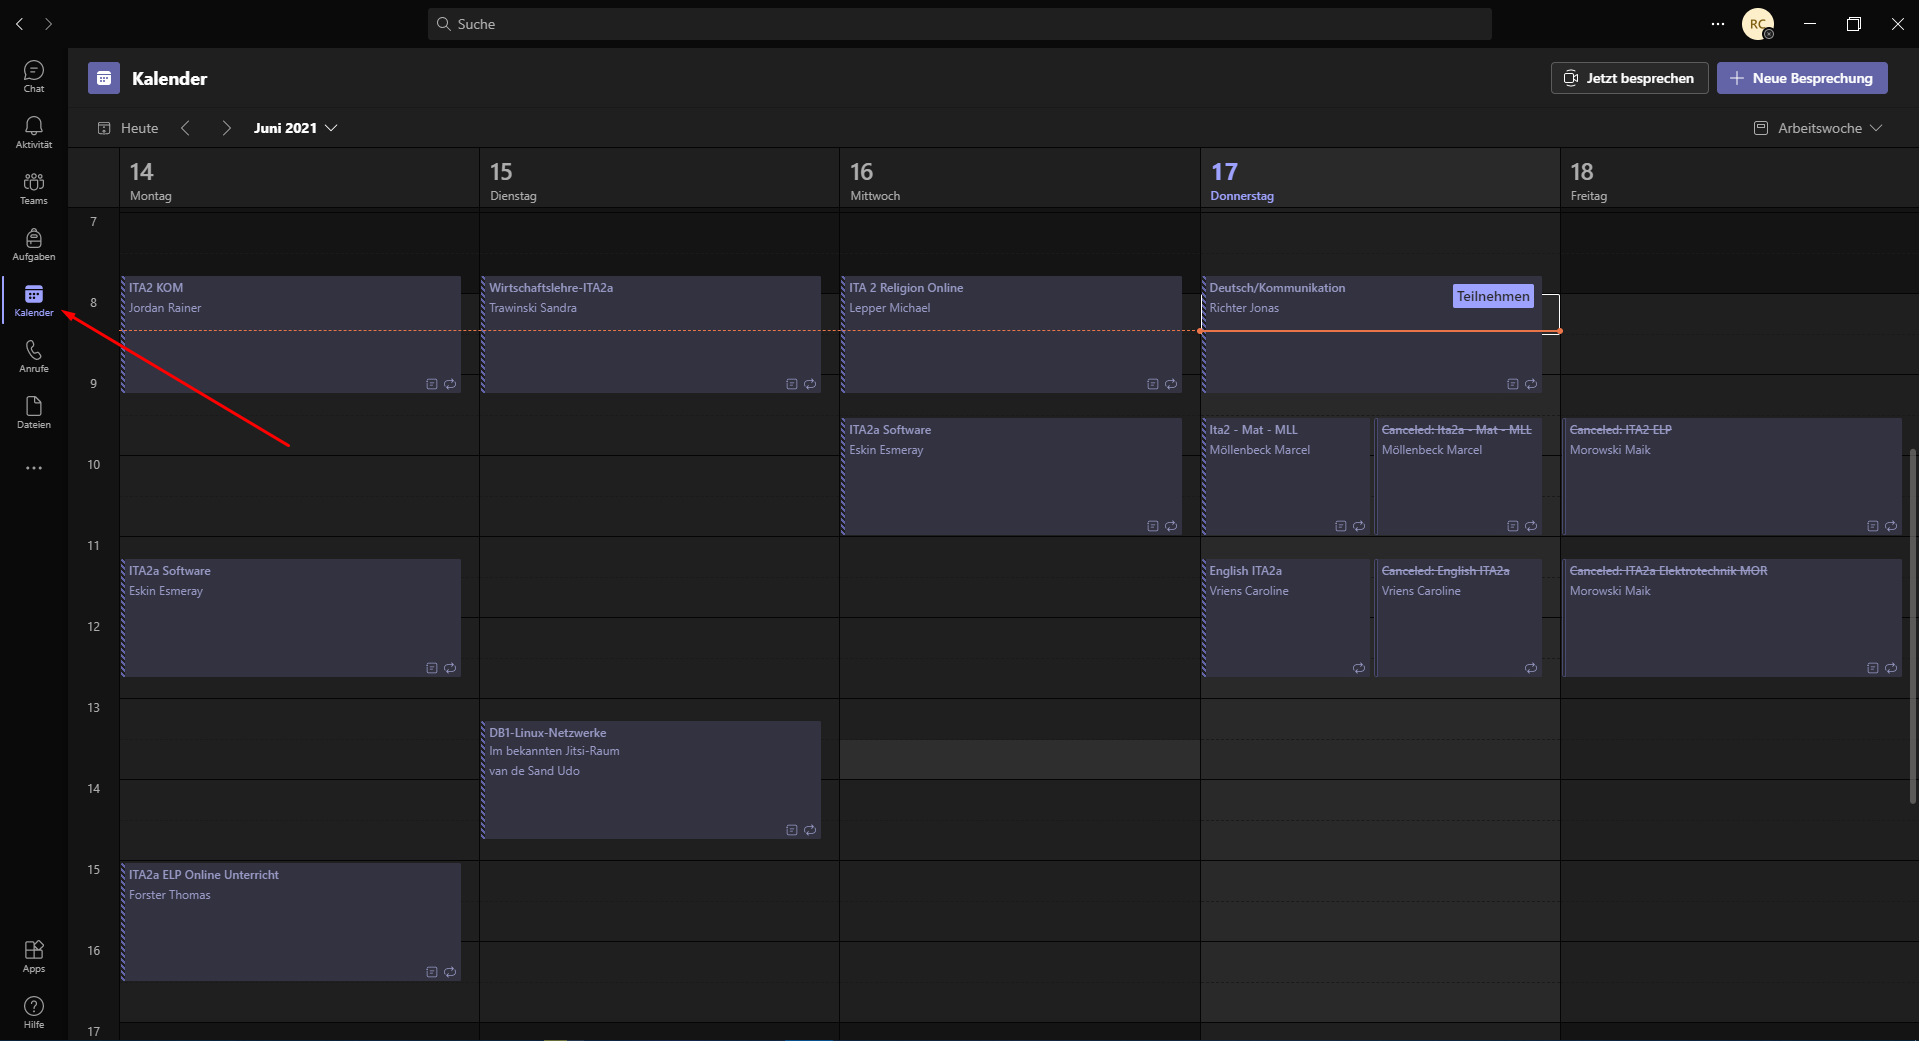 Suche
RC
Chat
Aktivität
Teams
Aufgaben
Kalender
Anrufe
Dateien
Apps
Hilfe
Kalender
Jetzt besprechen
Neue Besprechung
Heute
Juni 2021
Arbeitswoche
14
Montag
15
Dienstag
16
Mittwoch
17
Donnerstag
18
Freitag
7
8
9
10
11
12
13
14
15
16
17
ITA2 KOM
Jordan Rainer
ITA2a Software
Eskin Esmeray
ITA2a ELP Online Unterricht
Forster Thomas
Wirtschaftslehre-ITA2a
Trawinski Sandra
DB1-Linux-Netzwerke
Im bekannten Jitsi-Raum
van de Sand Udo
ITA 2 Religion Online
Lepper Michael
ITA2a Software
Eskin Esmeray
Deutsch/Kommunikation
Richter Jonas
Teilnehmen
Ita2 - Mat - MLL
Möllenbeck Marcel
Canceled: Ita2a - Mat - MLL
Möllenbeck Marcel
English ITA2a
Vriens Caroline
Canceled: English ITA2a
Vriens Caroline
Canceled: ITA2 ELP
Morowski Maik
Canceled: ITA2a Elektrotechnik MOR
Morowski Maik